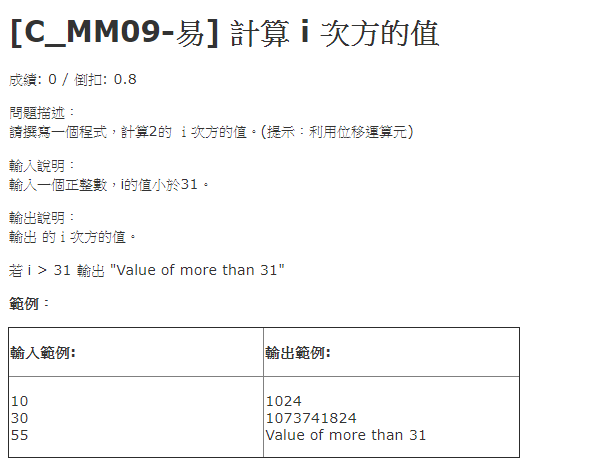 [C_MM09-易] 計算 i 次方的值
成績: 0 / 倒扣: 0.8
問題描述：
請撰寫一個程式，計算2的 i 次方的值。(提示：利用位移運算元)
輸入說明：
輸入一個正整數，i的值小於31。
輸出說明：
輸出 的 i 次方的值。
若 i > 31 輸出 "Value of more than 31"
範例：
輸入範例: 輸出範例:
10 1024
30 1073741824
55 Value of more than 31